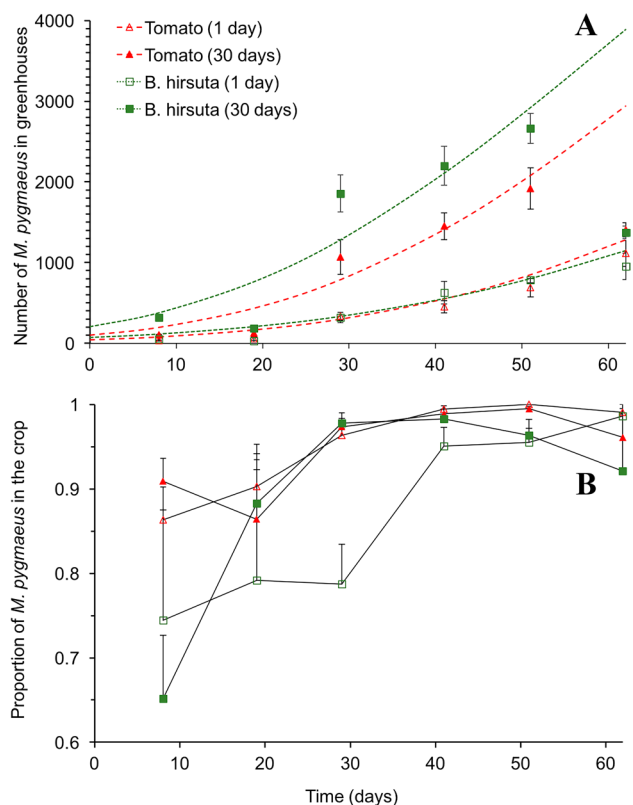 4000
3000
2000
1000
0
Number of M. pygmaeus in greenhouses
A
Tomato (1 day)
Tomato (30 days)
B. hirsuta (1 day)
B. hirsuta (30 days)
0 10 20 30 40 50 60
1
0.9
0.8
0.7
0.6
Proportion of M. pygmaeus in the crop
B
0 10 20 30 40 50 60
Time (days)